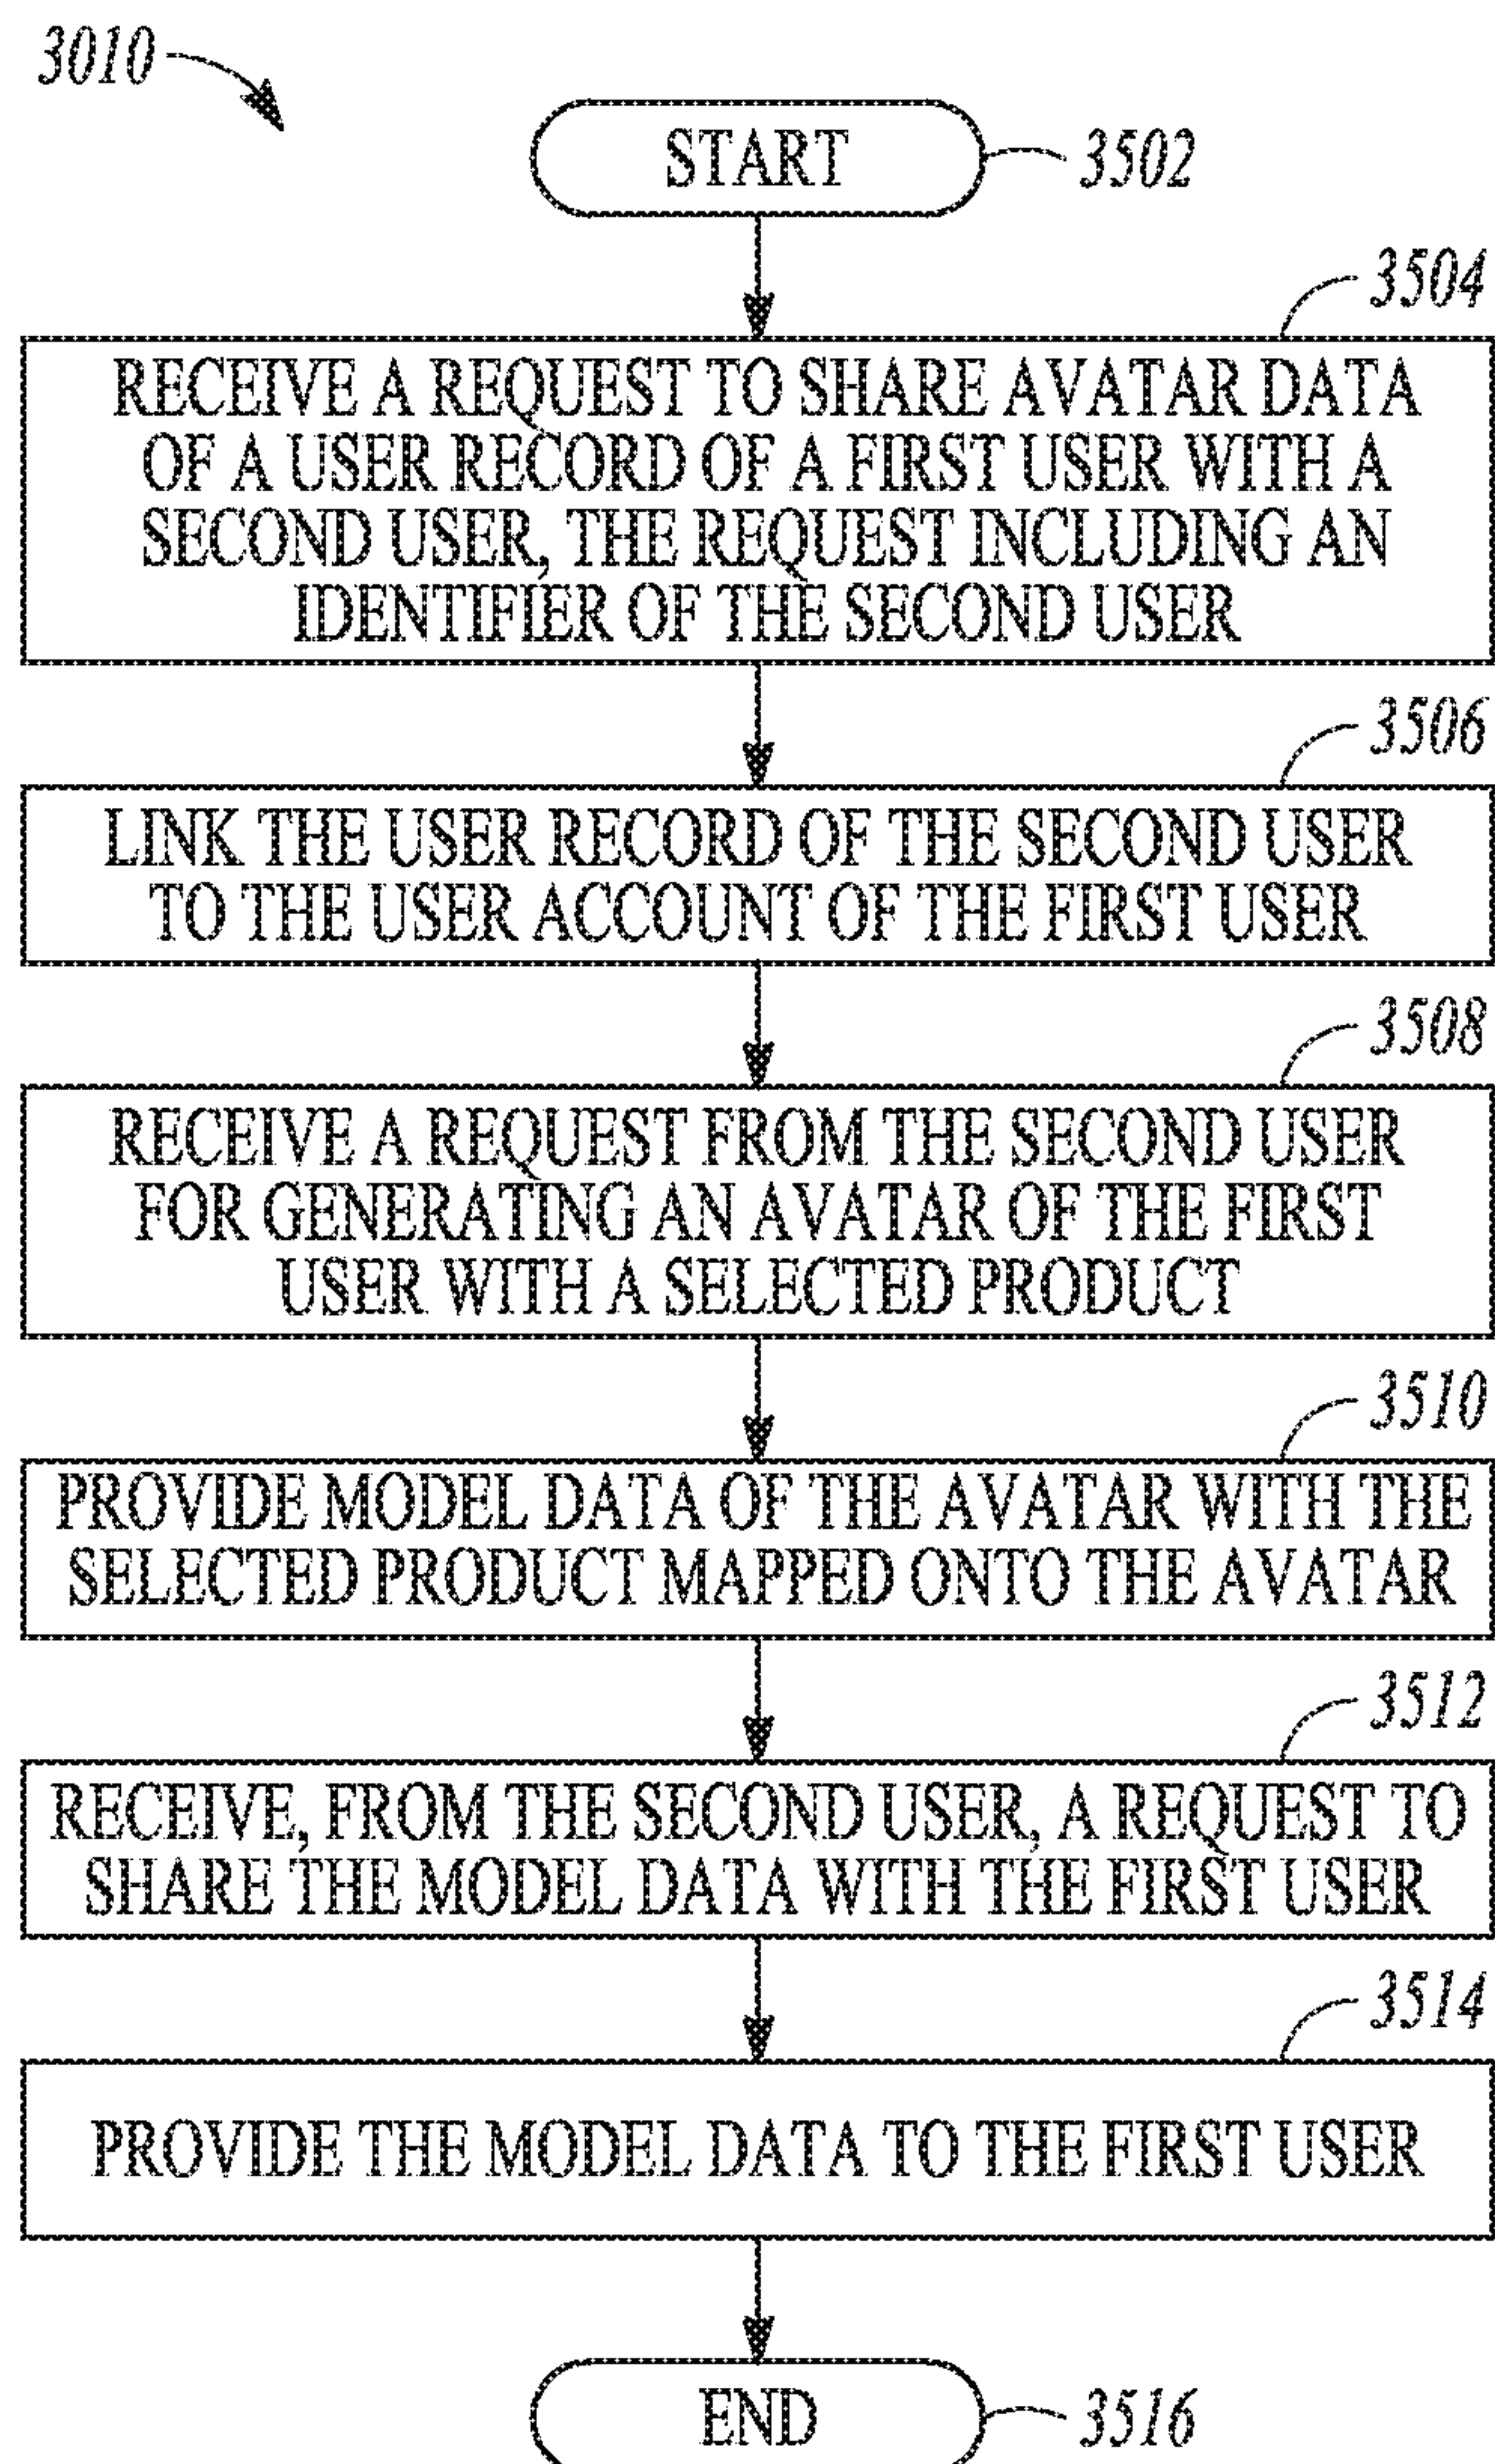 3010
START
3502
3504
RECEIVE A REQUEST TO SHARE AVATAR DATA
OF A USER RECORD OF A FIRST USER WITH A
SECOND USER, THE REQUEST INCLUDING AN
IDENTIFIER OF THE SECOND USER
3506
LINK THE USER RECORD OF THE SECOND USER
TO THE USER ACCOUNT OF THE FIRST USER
3508
RECEIVE A REQUEST FROM THE SECOND USER
FOR GENERATING AN AVATAR OF THE FIRST
USER WITH A SELECTED PRODUCT
3510
PROVIDE MODEL DATA OF THE AVATAR WITH THE
SELECTED PRODUCT MAPPED ONTO THE AVATAR
3512
RECEIVE, FROM THE SECOND USER, A REQUEST TO
SHARE THE MODEL DATA WITH THE FIRST USER
3514
PROVIDE THE MODEL DATA TO THE FIRST USER
END
3516